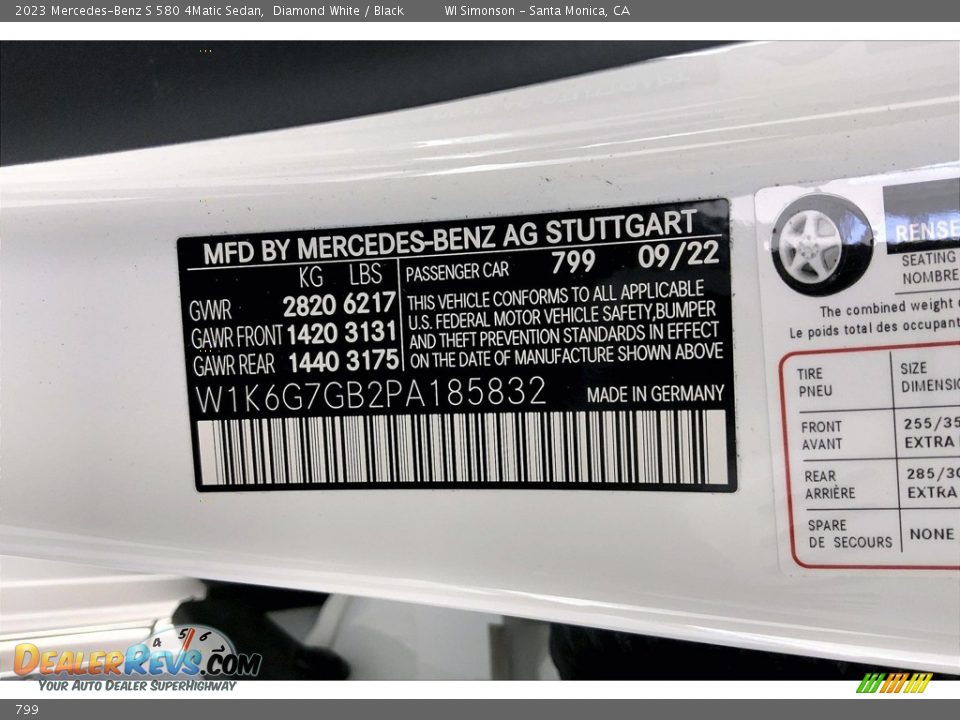 2023 Mercedes-Benz S 580 4Matic Sedan, Diamond White / Black WI Simonson - Santa Monica, CA
MFD BY MERCEDES-BENZ AG STUTTGART
KG LBS
GVWR 2820 6217
GAWR FRONT 1420 3131
GAWR REAR 1440 3175
PASSENGER CAR 799 09/22
THIS VEHICLE CONFORMS TO ALL APPLICABLE
U.S. FEDERAL MOTOR VEHICLE SAFETY,BUMPER
AND THEFT PREVENTION STANDARDS IN EFFECT
ON THE DATE OF MANUFACTURE SHOWN ABOVE
W1K6G7GB2PA185832 MADE IN GERMANY
RENSE
SEATING
NOMBRE
The combined weight
Le poids total des occupant
TIRE
PNEU
SIZE
DIMENSIO
FRONT
AVANT
255/35
EXTRA
REAR
ARRIÈRE
285/30
EXTRA
SPARE
DE SECOURS
NONE
4 5 6
DEALERREVS.COM
YOUR AUTO DEALER SUPERHIGHWAY
799